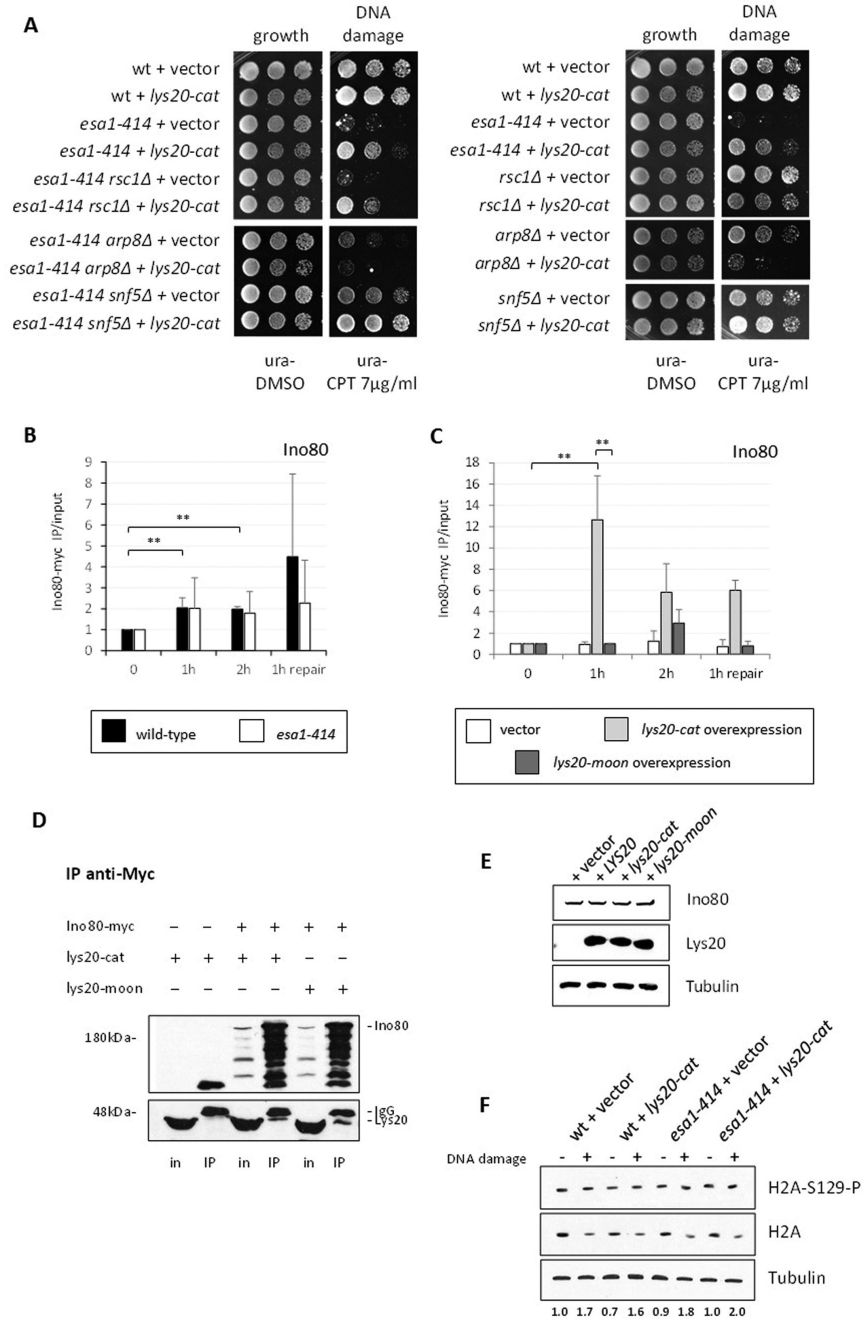 A
growth
DNA
damage
wt + vector
wt + lys20-cat
esa1-414 + vector
esa1-414 + lys20-cat
esa1-414 rsc1Δ + vector
esa1-414 rsc1Δ + lys20-cat
esa1-414 arp8Δ + vector
esa1-414 arp8Δ + lys20-cat
esa1-414 snf5Δ + vector
esa1-414 snf5Δ + lys20-cat
ura-
DMSO
ura-
CPT 7µg/ml
growth
DNA
damage
wt + vector
wt + lys20-cat
esa1-414 + vector
esa1-414 + lys20-cat
rsc1Δ + vector
rsc1Δ + lys20-cat
arp8Δ + vector
arp8Δ + lys20-cat
snf5Δ + vector
snf5Δ + lys20-cat
ura-
DMSO
ura-
CPT 7µg/ml
B
Ino80
Ino80-myc IP/input
9
8
7
6
5
4
3
2
1
0
**
**
0 1h 2h 1h repair
wild-type esa1-414
C
Ino80
Ino80-myc IP/input
18
16
14
12
10
8
6
4
2
0
** **
0 1h 2h 1h repair
vector lys20-cat overexpression
lys20-moon overexpression
D
IP anti-Myc
Ino80-myc – – + + + +
lys20-cat + + + + – –
lys20-moon – – – – + +
180kDa-
-Ino80
48kDa-
-IgG
-Lys20
in IP in IP in IP
E
+ vector
+ LYS20
+ lys20-cat
+ lys20-moon
Ino80
Lys20
Tubulin
F
wt + vector
wt + lys20-cat
esa1-414 + vector
esa1-414 + lys20-cat
DNA damage - + - + - + - +
H2A-S129-P
H2A
Tubulin
1.0 1.7 0.7 1.6 0.9 1.8 1.0 2.0